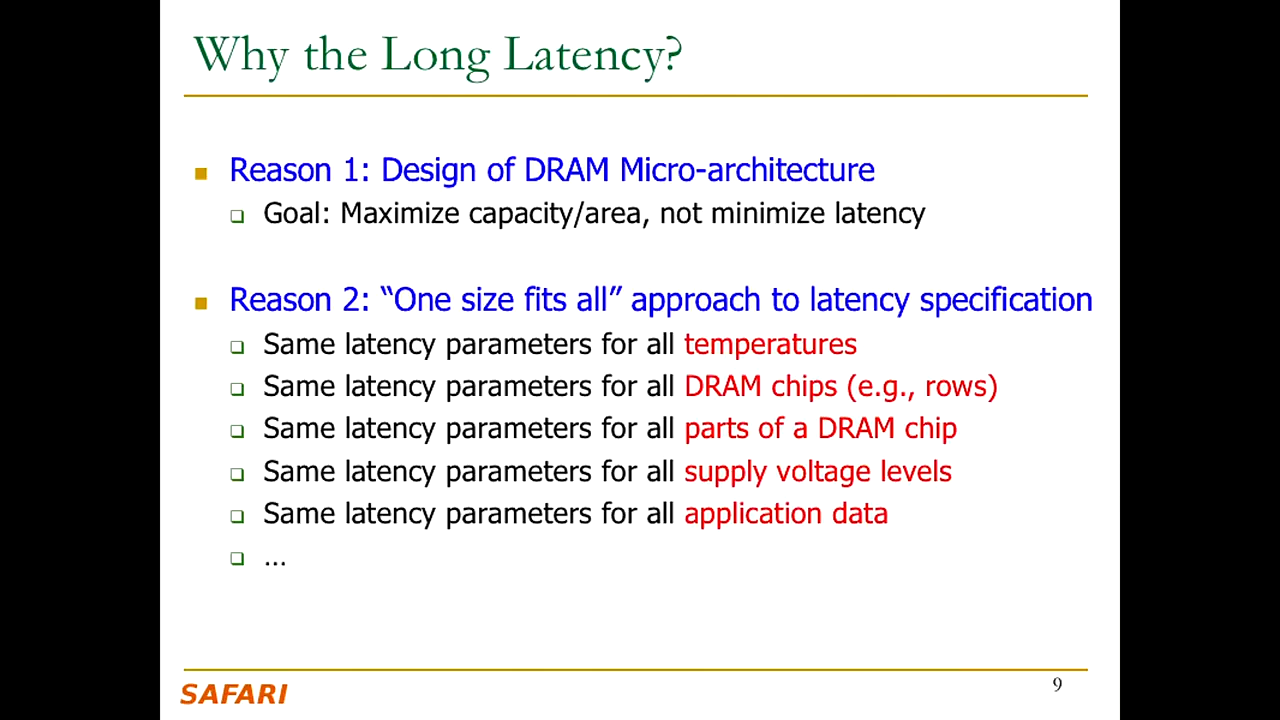 Why the Long Latency?
Reason 1: Design of DRAM Micro-architecture
Goal: Maximize capacity/area, not minimize latency
Reason 2: “One size fits all” approach to latency specification
Same latency parameters for all temperatures
Same latency parameters for all DRAM chips (e.g., rows)
Same latency parameters for all parts of a DRAM chip
Same latency parameters for all supply voltage levels
Same latency parameters for all application data
...
SAFARI
9